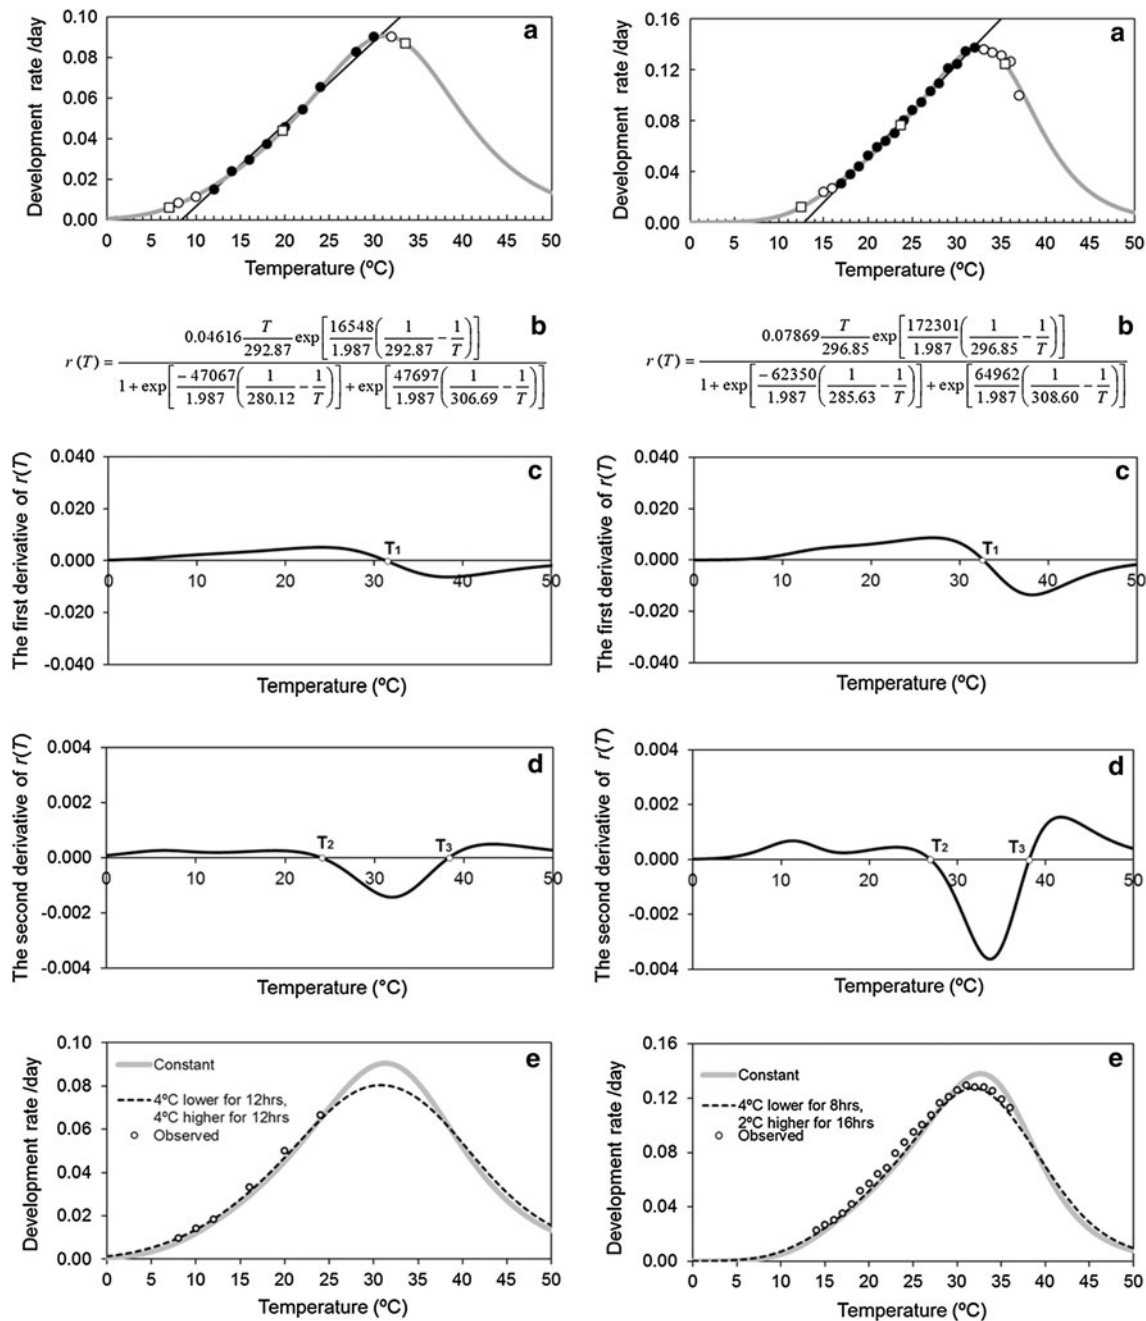 a
Development rate /day
0.10
0.08
0.06
0.04
0.02
0.00
0 5 10 15 20 25 30 35 40 45 50
Temperature (ºC)
a
Development rate /day
0.16
0.12
0.08
0.04
0.00
0 5 10 15 20 25 30 35 40 45 50
Temperature (ºC)
b
r (T) = 0.04616 T/292.87 exp[16548/1.987 (1/292.87 − 1/T)] / 1 + exp[−47067/1.987 (1/280.12 − 1/T)] + exp[47697/1.987 (1/306.69 − 1/T)]
b
r (T) = 0.07869 T/296.85 exp[172301/1.987 (1/296.85 − 1/T)] / 1 + exp[−62350/1.987 (1/285.63 − 1/T)] + exp[64962/1.987 (1/308.60 − 1/T)]
c
The first derivative of r(T)
0.040
0.020
0.000
-0.020
-0.040
T1
0 10 20 30 40 50
Temperature (ºC)
c
The first derivative of r(T)
0.040
0.020
0.000
-0.020
-0.040
T1
0 10 20 30 40 50
Temperature (ºC)
d
The second derivative of r(T)
0.004
0.002
0.000
-0.002
-0.004
T2 T3
0 10 20 30 40 50
Temperature (°C)
d
The second derivative of r(T)
0.004
0.002
0.000
-0.002
-0.004
T2 T3
0 10 20 30 40 50
Temperature (ºC)
e
Development rate /day
0.10
0.08
0.06
0.04
0.02
0.00
Constant
4ºC lower for 12hrs,
4ºC higher for 12hrs
Observed
0 5 10 15 20 25 30 35 40 45 50
Temperature (ºC)
e
Development rate /day
0.16
0.12
0.08
0.04
0.00
Constant
4ºC lower for 8hrs,
2ºC higher for 16hrs
Observed
0 5 10 15 20 25 30 35 40 45 50
Temperature (ºC)